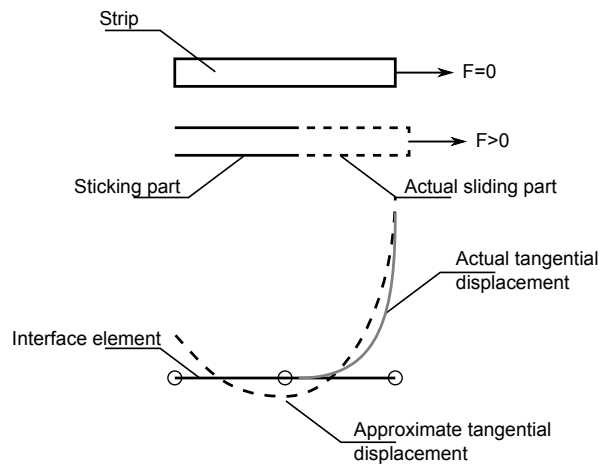 Strip
F=0
F>0
Sticking part
Actual sliding part
Actual tangential
displacement
Interface element
Approximate tangential
displacement